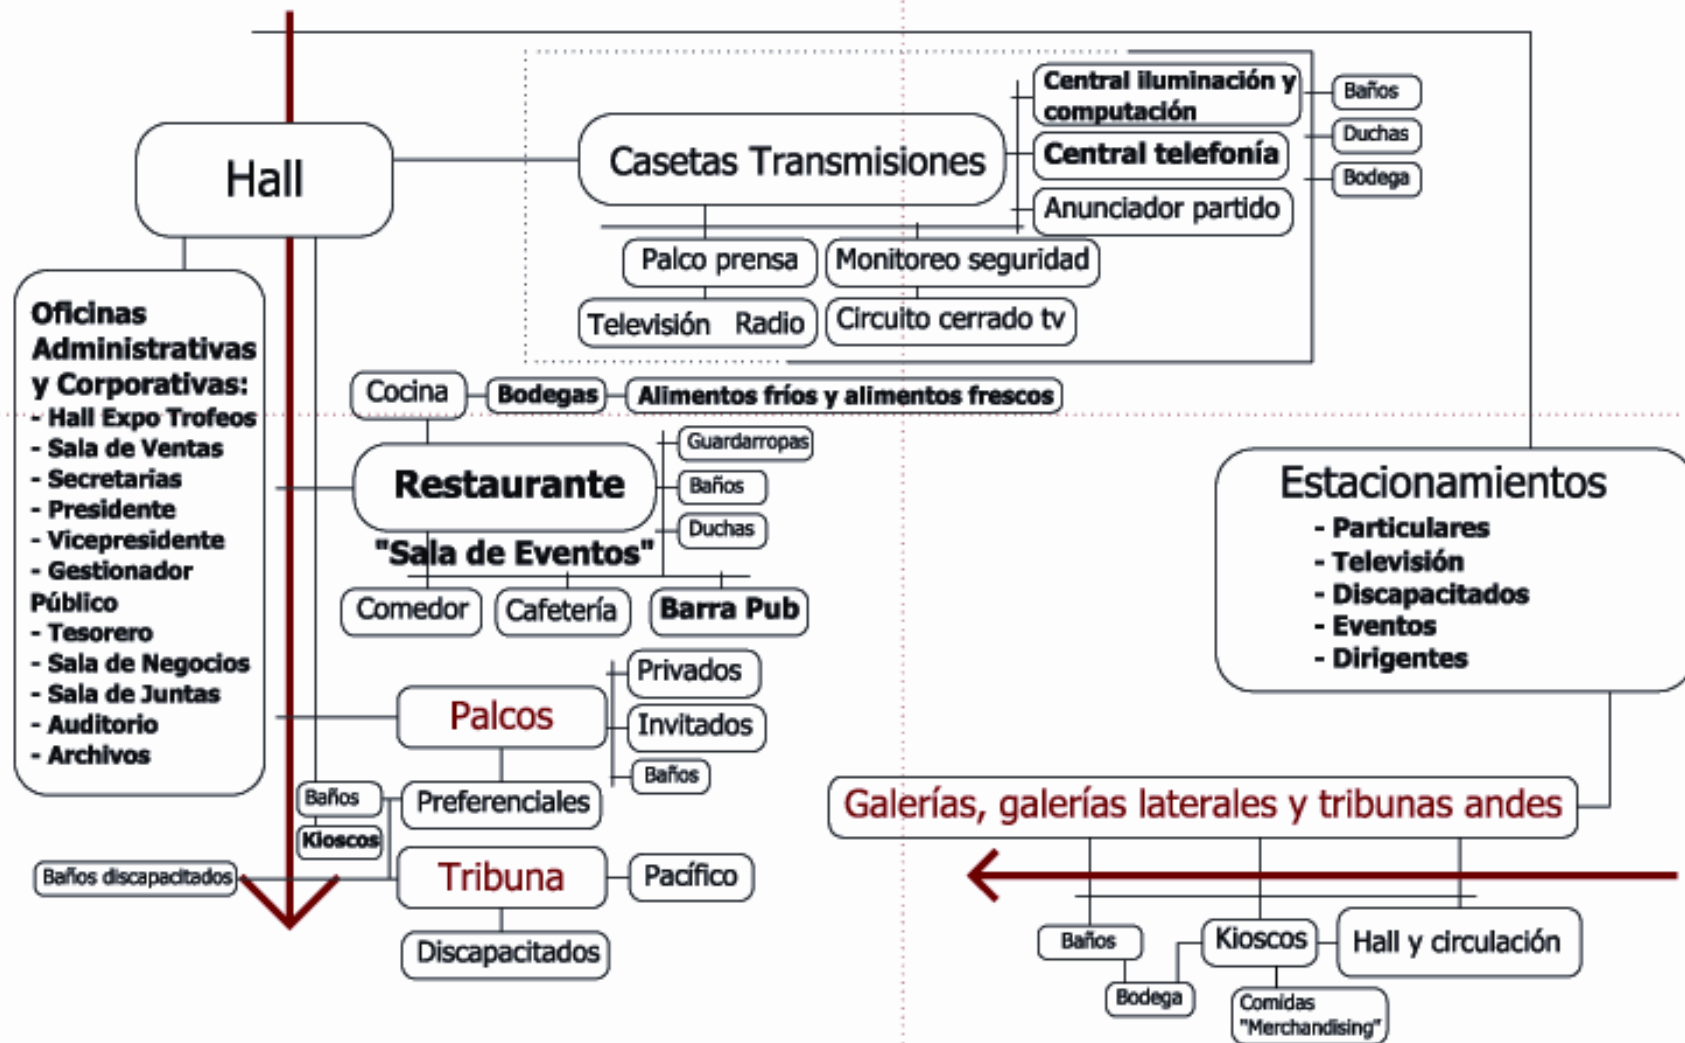 Hall
Casetas Transmisiones
Central iluminación y
computación
Central telefonía
Anunciador partido
Baños
Duchas
Bodega
Palco prensa
Monitoreo seguridad
Televisión Radio
Circuito cerrado tv
Oficinas
Administrativas
y Corporativas:
- Hall Expo Trofeos
- Sala de Ventas
- Secretarias
- Presidente
- Vicepresidente
- Gestionador
Público
- Tesorero
- Sala de Negocios
- Sala de Juntas
- Auditorio
- Archivos
Cocina
Bodegas
Alimentos fríos y alimentos frescos
Restaurante
"Sala de Eventos"
Guardarropas
Baños
Duchas
Comedor
Cafetería
Barra Pub
Palcos
Privados
Invitados
Baños
Preferenciales
Baños
Kioscos
Baños discapacitados
Tribuna
Pacífico
Discapacitados
Estacionamientos
- Particulares
- Televisión
- Discapacitados
- Eventos
- Dirigentes
Galerías, galerías laterales y tribunas andes
Baños
Kioscos
Hall y circulación
Bodega
Comidas
"Merchandising"